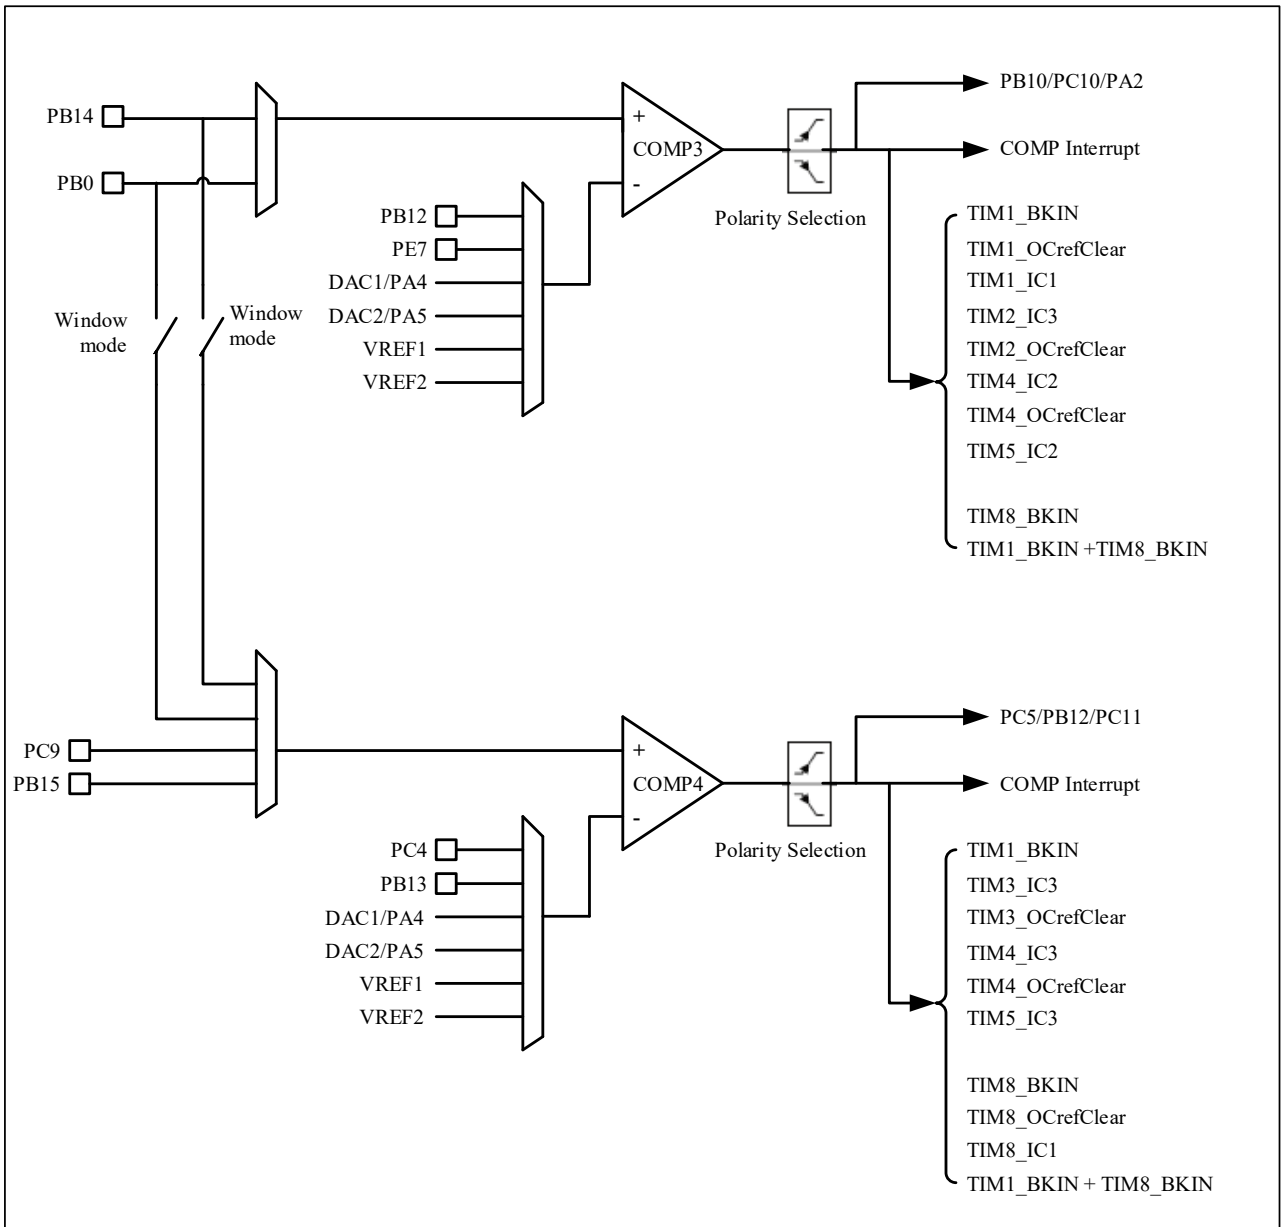 PB10/PC10/PA2
PB14
+
COMP3
-
COMP Interrupt
PB0
PB12
Polarity Selection
TIM1_BKIN
PE7
TIM1_OCrefClear
DAC1/PA4
TIM1_IC1
Window
mode
Window
mode
DAC2/PA5
TIM2_IC3
VREF1
TIM2_OCrefClear
VREF2
TIM4_IC2
TIM4_OCrefClear
TIM5_IC2
TIM8_BKIN
TIM1_BKIN +TIM8_BKIN
PC5/PB12/PC11
PC9
+
PB15
COMP4
-
COMP Interrupt
PC4
Polarity Selection
TIM1_BKIN
PB13
TIM3_IC3
DAC1/PA4
TIM3_OCrefClear
DAC2/PA5
TIM4_IC3
VREF1
TIM4_OCrefClear
VREF2
TIM5_IC3
TIM8_BKIN
TIM8_OCrefClear
TIM8_IC1
TIM1_BKIN + TIM8_BKIN